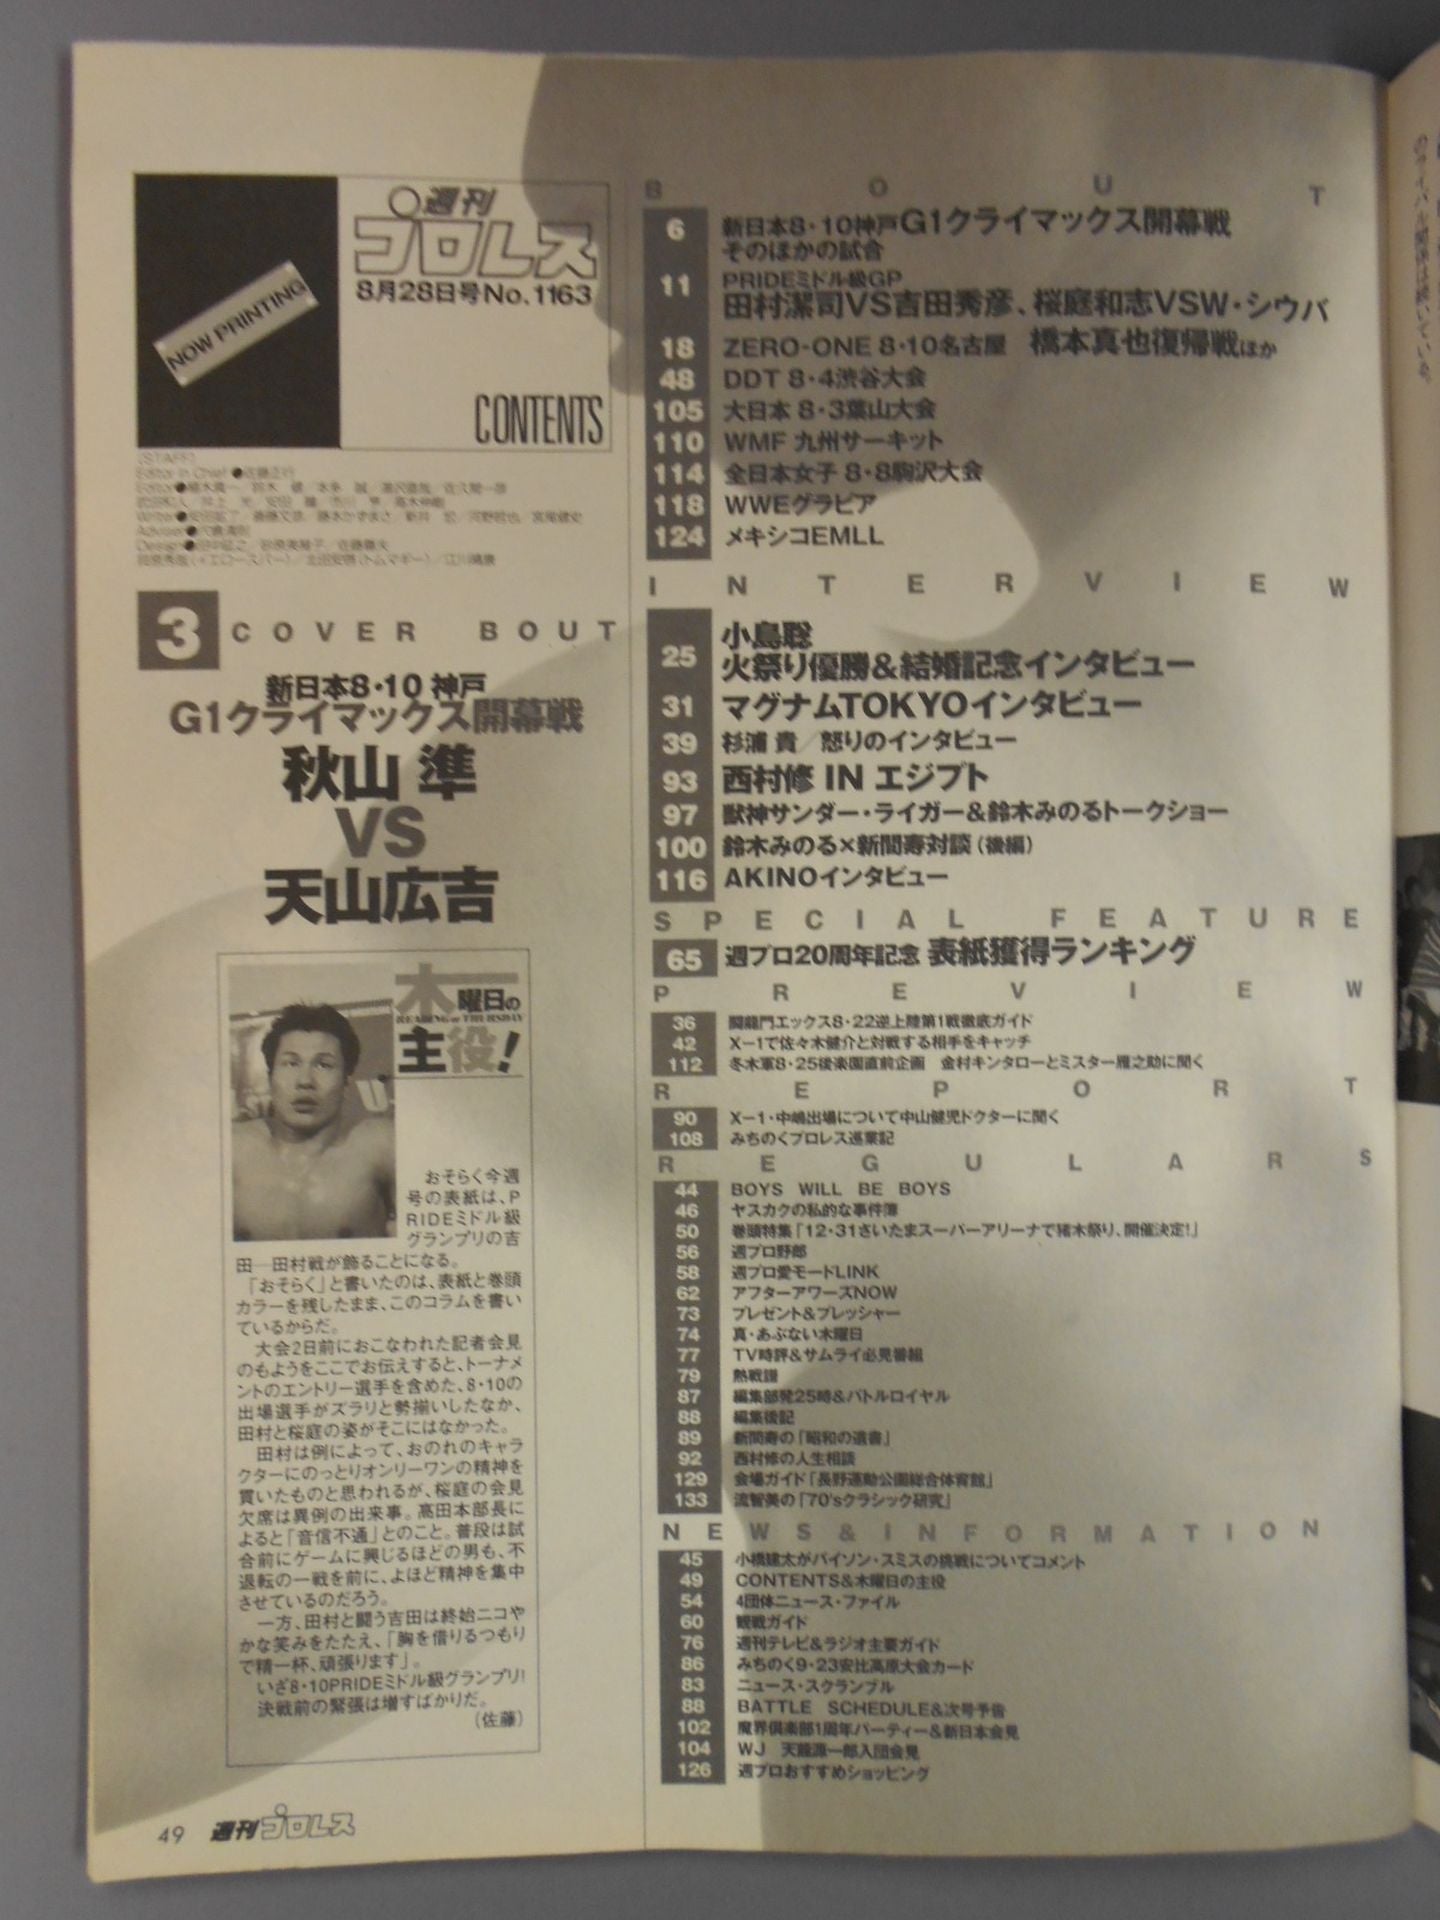 NOW PRINTING
週刊
プロレス
8月28日号No.1163
CONTENTS
[STAFF]
Editor in Chief●佐藤正行
3 COVER BOUT
新日本8・10 神戸
G1クライマックス開幕戦
秋山 準
VS
天山広吉
木曜日の
READING of THURSDAY
主役!
おそらく今週
号の表紙は、P
RIDEミドル級
グランプリの吉
田―田村戦が飾ることになる。
「おそらく」と書いたのは、表紙と巻頭
カラーを残したまま、このコラムを書い
ているからだ。
大会2日前におこなわれた記者会見
のもようをここでお伝えすると、トーナメ
ントのエントリー選手を含めた、8・10の
出場選手がズラリと勢揃いしたなか、
田村と桜庭の姿がそこにはなかった。
田村は例によって、おのれのキャラ
クターにのっとりオンリーワンの精神を
貫いたものと思われるが、桜庭の会見
欠席は異例の出来事。高田本部長に
よると「音信不通」とのこと。普段は試
合前にゲームに興じるほどの男も、不
退転の一戦を前に、よほど精神を集中
させているのだろう。
一方、田村と闘う吉田は終始ニコや
かな笑みをたたえ、「胸を借りるつもり
で精一杯、頑張ります」。
いざ8・10PRIDEミドル級グランプリ!
決戦前の緊張は増すばかりだ。
(佐藤)
49 週刊プロレス
BOUT
6 新日本8・10神戸G1クライマックス開幕戦
そのほかの試合
11 PRIDEミドル級GP
田村潔司VS吉田秀彦、桜庭和志VSW・シウバ
18 ZERO-ONE 8・10名古屋 橋本真也復帰戦ほか
48 DDT 8・4渋谷大会
105 大日本 8・3葉山大会
110 WMF 九州サーキット
114 全日本女子 8・8駒沢大会
118 WWEグラビア
124 メキシコEMLL
INTERVIEW
25 小島聡
火祭り優勝&結婚記念インタビュー
31 マグナムTOKYOインタビュー
39 杉浦 貴/怒りのインタビュー
93 西村修 IN エジプト
97 獣神サンダー・ライガー&鈴木みのるトークショー
100 鈴木みのる×新間寿対談(後編)
116 AKINOインタビュー
SPECIAL FEATURE
65 週プロ20周年記念 表紙獲得ランキング
PREVIEW
36 闘龍門エックス8・22逆上陸第1戦徹底ガイド
42 X-1で佐々木健介と対戦する相手をキャッチ
112 冬木軍8・25後楽園直前企画 金村キンタローとミスター雁之助に聞く
REPORT
90 X-1・中嶋出場について中山健児ドクターに聞く
108 みちのくプロレス巡業記
REGULARS
44 BOYS WILL BE BOYS
46 ヤスカクの私的な事件簿
50 巻頭特集「12・31さいたまスーパーアリーナで猪木祭り、開催決定!」
56 週プロ野郎
58 週プロ愛モードLINK
62 アフターアワーズNOW
73 プレゼント&プレッシャー
74 真・あぶない木曜日
77 TV時評&サムライ必見番組
79 熱戦譜
87 編集部発25時&バトルロイヤル
88 編集後記
89 新間寿の「昭和の遺書」
92 西村修の人生相談
129 会場ガイド「長野運動公園総合体育館」
133 流智美の「70'sクラシック研究」
NEWS&INFORMATION
45 小橋建太がバイソン・スミスの挑戦についてコメント
49 CONTENTS&木曜日の主役
54 4団体ニュース・ファイル
60 観戦ガイド
76 週刊テレビ&ラジオ主要ガイド
86 みちのく9・23安比高原大会カード
83 ニュース・スクランブル
88 BATTLE SCHEDULE&次号予告
102 魔界倶楽部1周年パーティー&新日本会見
104 WJ 天龍源一郎入団会見
126 週プロおすすめショッピング